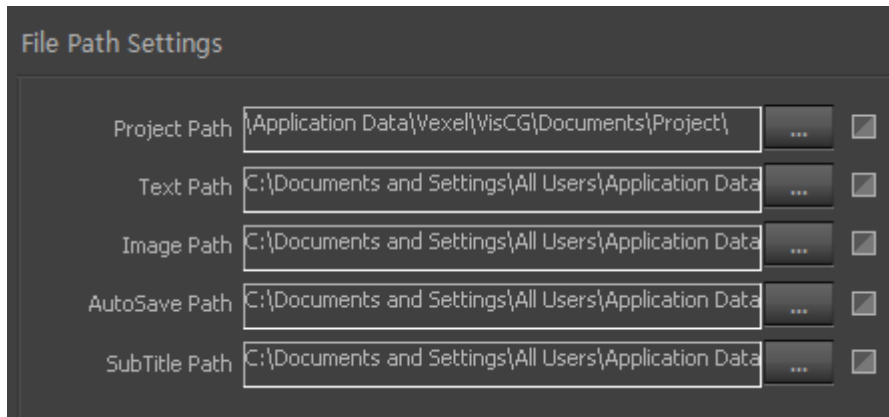 File Path Settings
Project Path \Application Data\Vexel\VisCG\Documents\Project\ ...
Text Path C:\Documents and Settings\All Users\Application Data ...
Image Path C:\Documents and Settings\All Users\Application Data ...
AutoSave Path C:\Documents and Settings\All Users\Application Data ...
SubTitle Path C:\Documents and Settings\All Users\Application Data ...